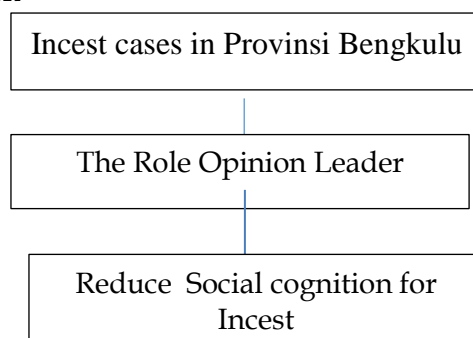 Incest cases in Provinsi Bengkulu
The Role Opinion Leader
Reduce Social cognition for
Incest